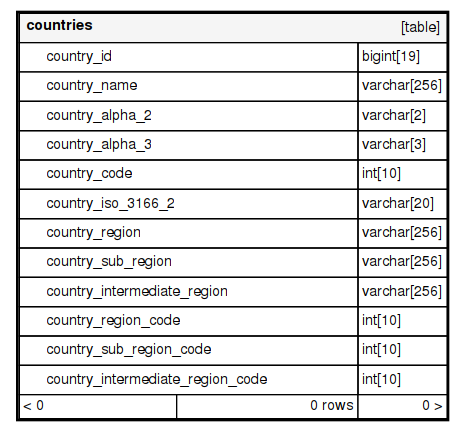 countries [table]
country_id bigint[19]
country_name varchar[256]
country_alpha_2 varchar[2]
country_alpha_3 varchar[3]
country_code int[10]
country_iso_3166_2 varchar[20]
country_region varchar[256]
country_sub_region varchar[256]
country_intermediate_region varchar[256]
country_region_code int[10]
country_sub_region_code int[10]
country_intermediate_region_code int[10]
< 0 0 rows 0 >